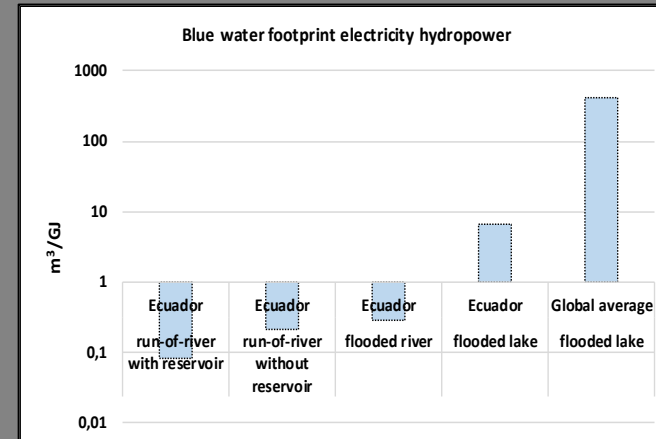 Blue water footprint electricity hydropower
1000
100
10
1
0,1
0,01
m³/GJ
Ecuador
run-of-river
with reservoir
Ecuador
run-of-river
without
reservoir
Ecuador
flooded river
Ecuador
flooded lake
Global average
flooded lake